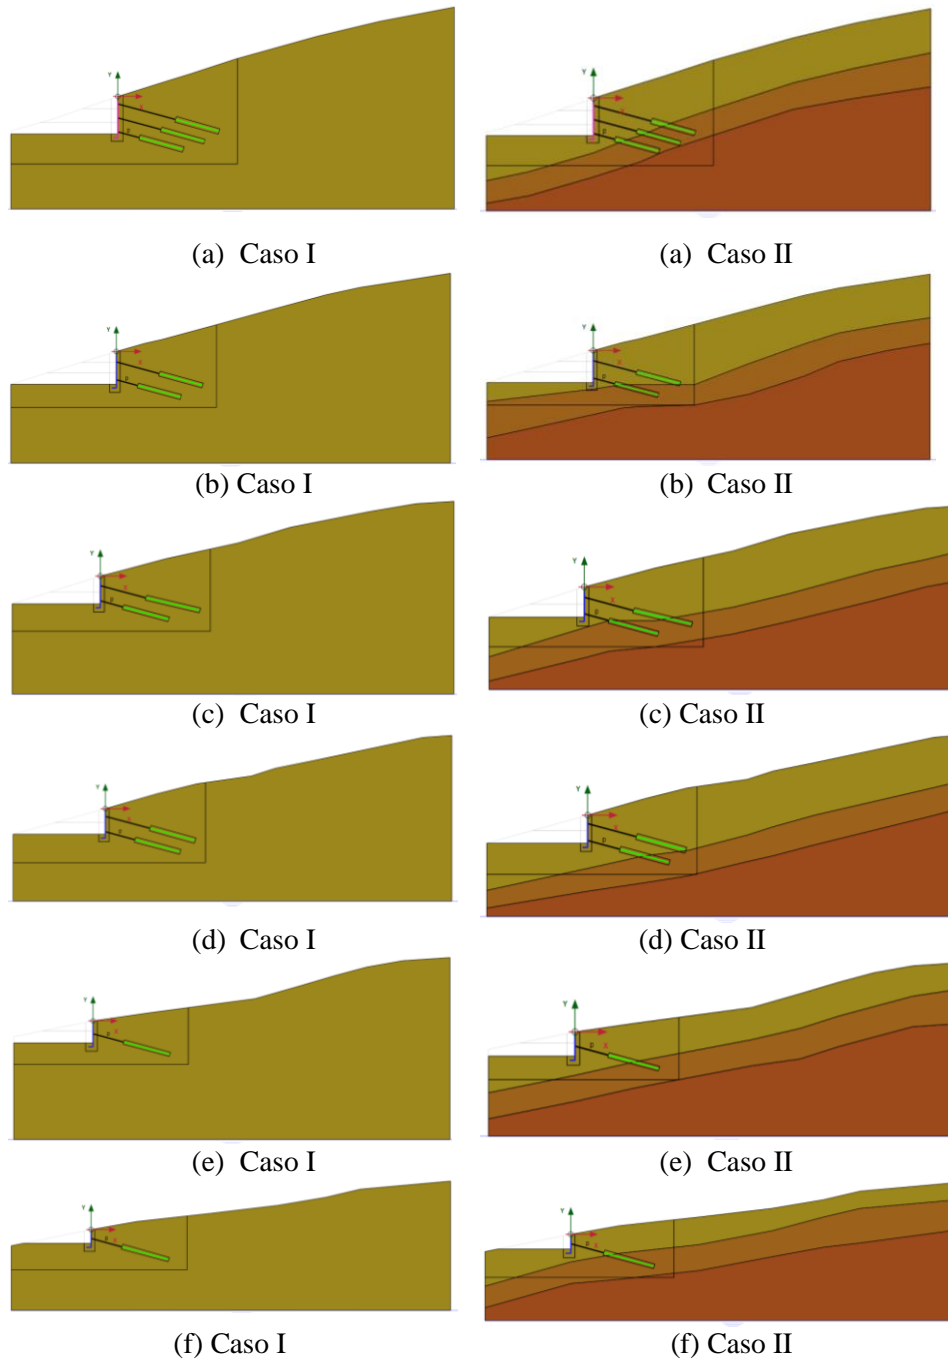 Y
X
P
Y
X
P
(a) Caso I
(a) Caso II
Y
X
P
Y
X
P
(b) Caso I
(b) Caso II
Y
X
P
Y
X
P
(c) Caso I
(c) Caso II
Y
X
P
Y
X
P
(d) Caso I
(d) Caso II
Y
P X
Y
P X
(e) Caso I
(e) Caso II
Y
P X
Y
P X
(f) Caso I
(f) Caso II